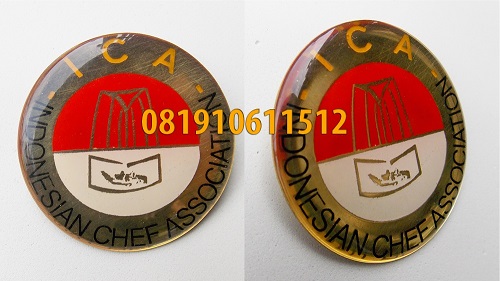 - ICA -
INDONESIAN CHEF ASSOCIATION
- ICA -
INDONESIAN CHEF ASSOCIATION
081910611512